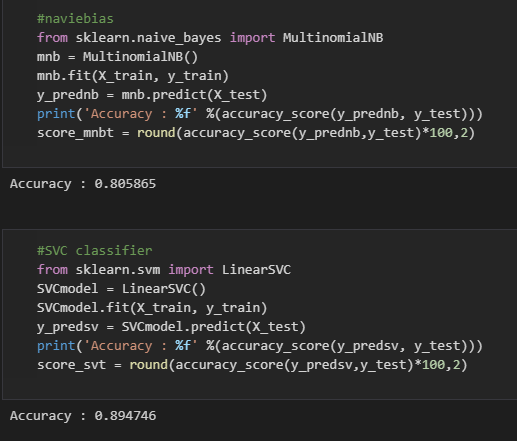 #naviebias
from sklearn.naive_bayes import MultinomialNB
mnb = MultinomialNB()
mnb.fit(X_train, y_train)
y_prednb = mnb.predict(X_test)
print('Accuracy : %f' %(accuracy_score(y_prednb, y_test)))
score_mnbt = round(accuracy_score(y_prednb,y_test)*100,2)
Accuracy : 0.805865
#SVC classifier
from sklearn.svm import LinearSVC
SVCmodel = LinearSVC()
SVCmodel.fit(X_train, y_train)
y_predsv = SVCmodel.predict(X_test)
print('Accuracy : %f' %(accuracy_score(y_predsv, y_test)))
score_svt = round(accuracy_score(y_predsv,y_test)*100,2)
Accuracy : 0.894746